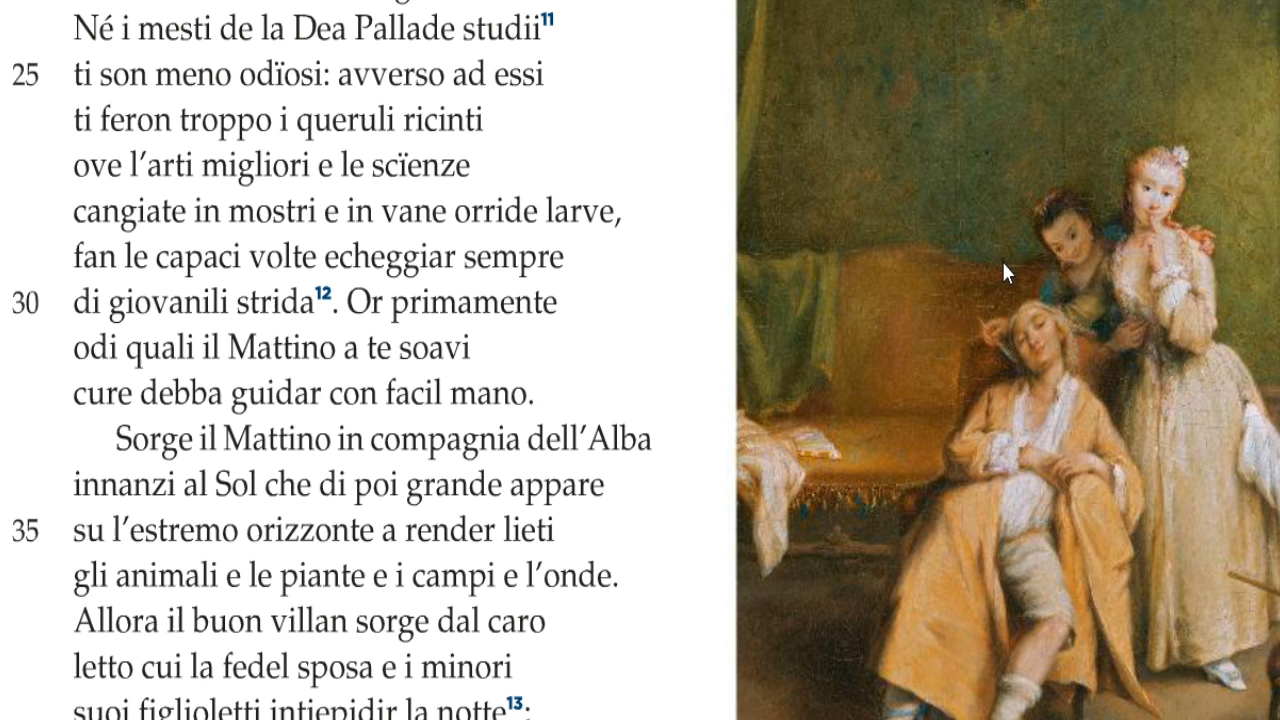 Né i mesti de la Dea Pallade studii¹¹
25 ti son meno odïosi: avverso ad essi
ti feron troppo i queruli ricinti
ove l’arti migliori e le scïenze
cangiate in mostri e in vane orride larve,
fan le capaci volte echeggiar sempre
30 di giovanili strida¹². Or primamente
odi quali il Mattino a te soavi
cure debba guidar con facil mano.
Sorge il Mattino in compagnia dell’Alba
innanzi al Sol che di poi grande appare
35 su l’estremo orizzonte a render lieti
gli animali e le piante e i campi e l’onde.
Allora il buon villan sorge dal caro
letto cui la fedel sposa e i minori
suoi figlioletti intiepidir la notte¹³: